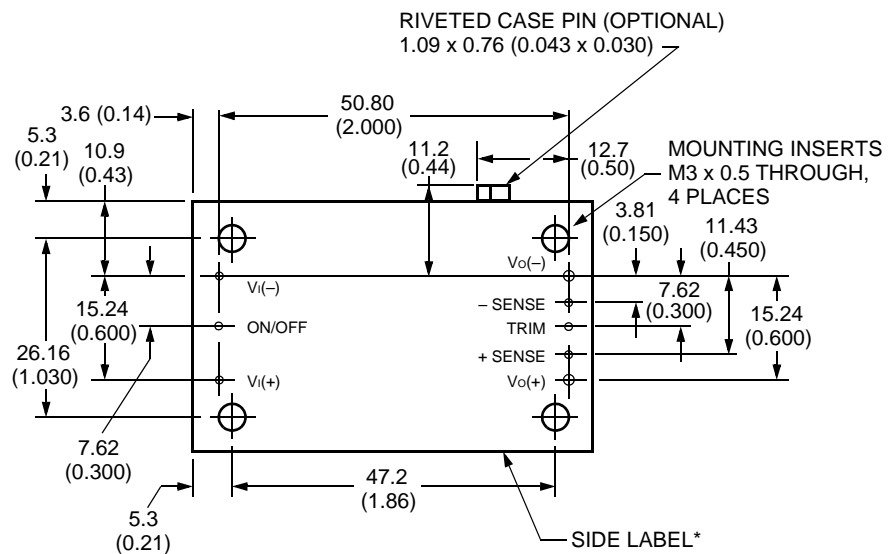 RIVETED CASE PIN (OPTIONAL)
1.09 x 0.76 (0.043 x 0.030)
3.6 (0.14)
50.80
(2.000)
5.3
(0.21)
10.9
(0.43)
11.2
(0.44)
12.7
(0.50)
MOUNTING INSERTS
M3 x 0.5 THROUGH,
4 PLACES
3.81
(0.150)
11.43
(0.450)
VO(–)
VI(–)
– SENSE
7.62
(0.300)
15.24
(0.600)
ON/OFF
TRIM
15.24
(0.600)
26.16
(1.030)
+ SENSE
VI(+)
VO(+)
7.62
(0.300)
47.2
(1.86)
5.3
(0.21)
SIDE LABEL*